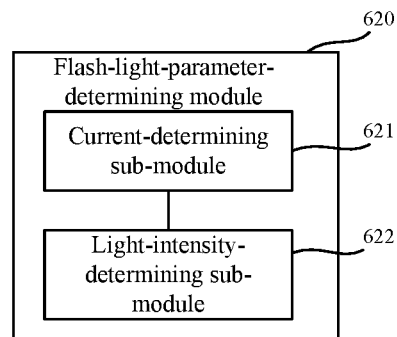 620
Flash-light-parameter-
determining module
Current-determining
sub-module
621
Light-intensity-
determining sub-
module
622